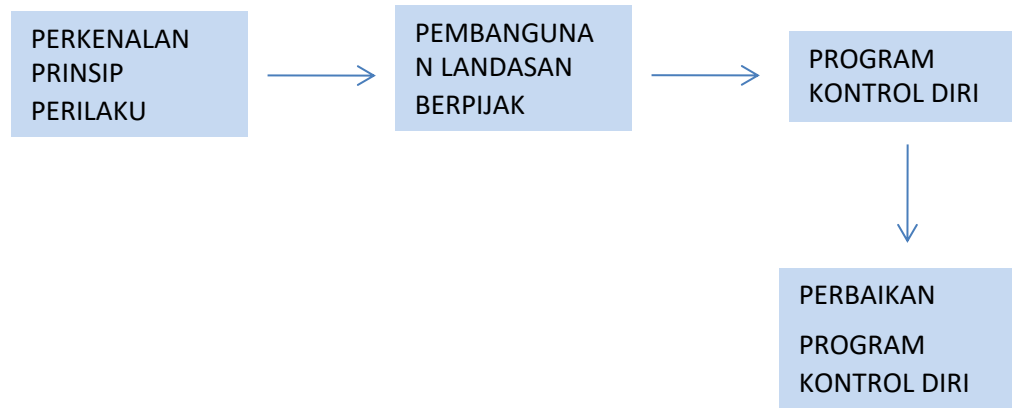 PERKENALAN
PRINSIP
PERILAKU
PEMBANGUNA
N LANDASAN
BERPIJAK
PROGRAM
KONTROL DIRI
PERBAIKAN
PROGRAM
KONTROL DIRI